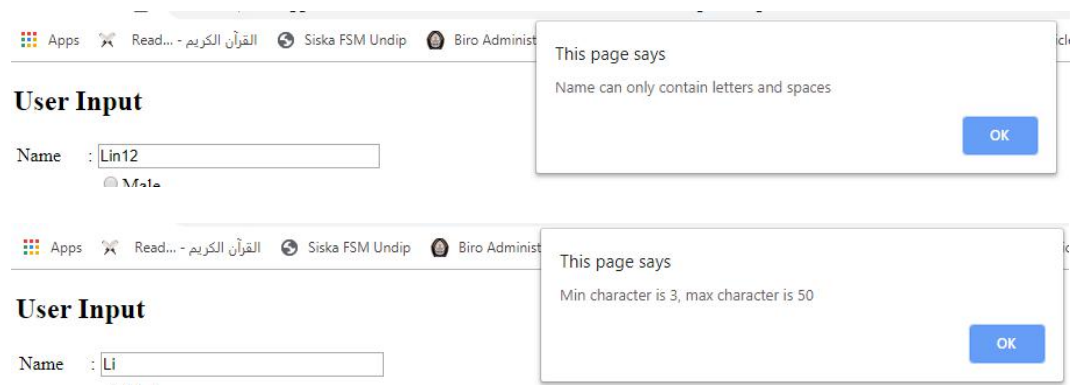 Apps Read... - القرآن الكريم Siska FSM Undip Biro Administ
This page says
Name can only contain letters and spaces
OK
User Input
Name : Lin12
Male
Apps Read... - القرآن الكريم Siska FSM Undip Biro Administ
This page says
Min character is 3, max character is 50
OK
User Input
Name : Li